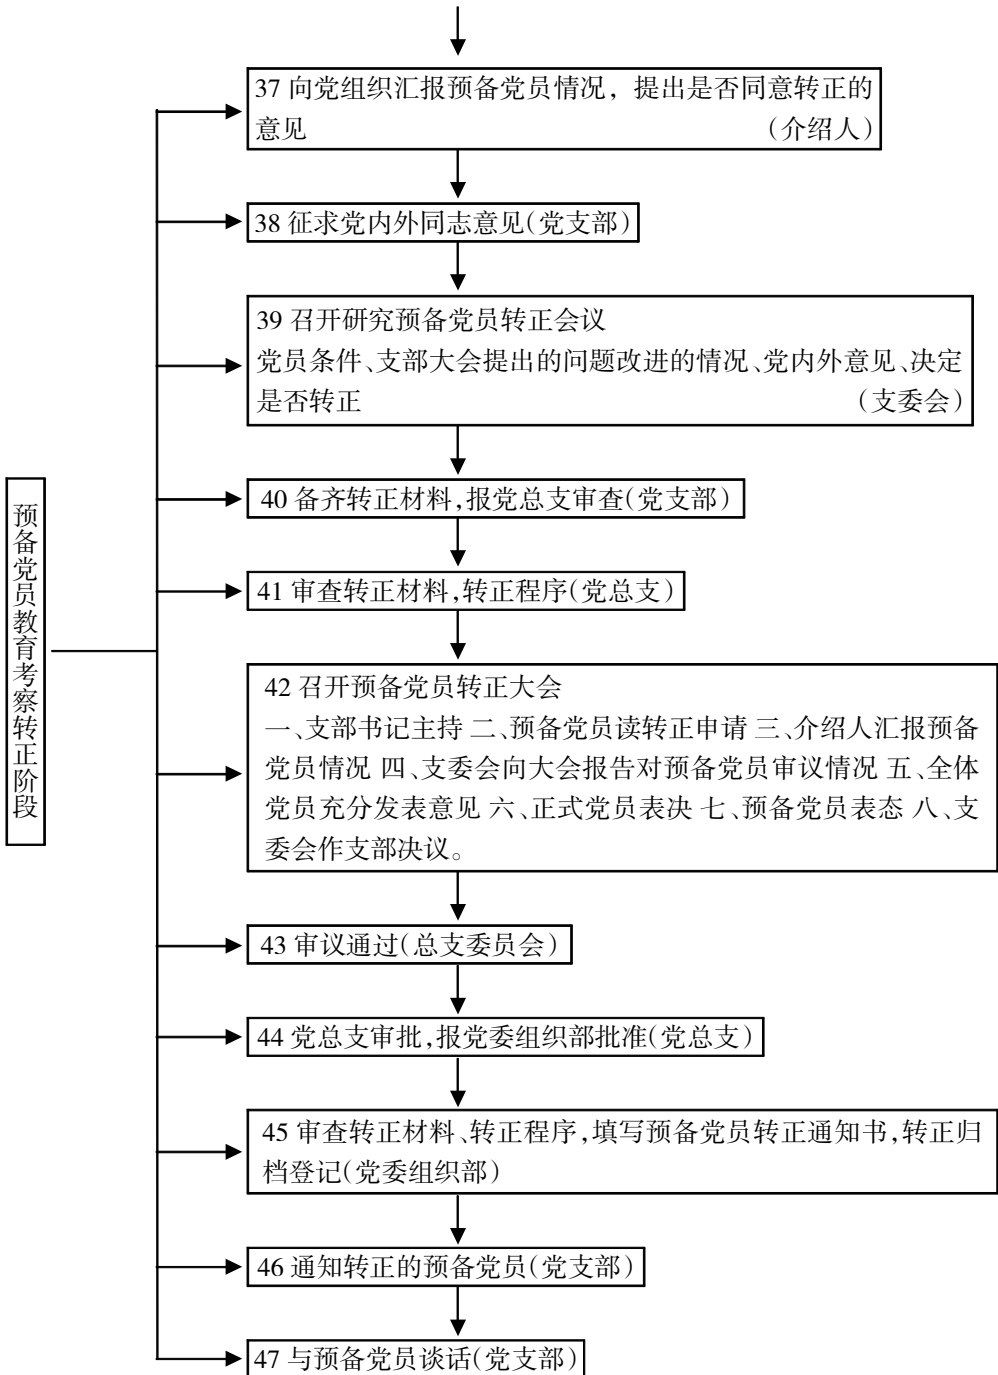 37 向党组织汇报预备党员情况，提出是否同意转正的
意见（介绍人）
38 征求党内外同志意见（党支部）
39 召开研究预备党员转正会议
党员条件、支部大会提出的问题改进的情况、党内外意见、决定
是否转正（支委会）
40 备齐转正材料，报党总支审查（党支部）
41 审查转正材料，转正程序（党总支）
预备党员教育考察转正阶段
42 召开预备党员转正大会
一、支部书记主持 二、预备党员读转正申请 三、介绍人汇报预备
党员情况 四、支委会向大会报告对预备党员审议情况 五、全体
党员充分发表意见 六、正式党员表决 七、预备党员表态 八、支
委会作支部决议。
43 审议通过（总支委员会）
44 党总支审批，报党委组织部批准（党总支）
45 审查转正材料、转正程序，填写预备党员转正通知书，转正归
档登记（党委组织部）
46 通知转正的预备党员（党支部）
47 与预备党员谈话（党支部）